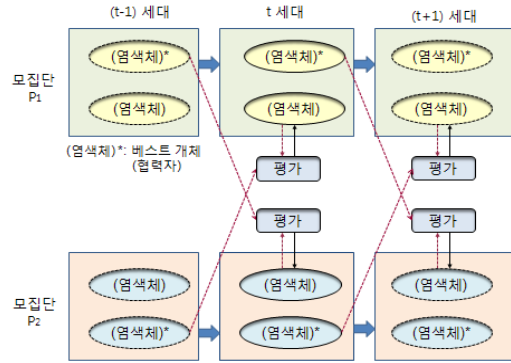 (t-1) 세대
t 세대
(t+1) 세대
(염색체)*
(염색체)*
(염색체)*
모집단
P1
(염색체)
(염색체)
(염색체)
(염색체)*: 베스트 개체
(협력자)
평가
평가
평가
평가
(염색체)
(염색체)
(염색체)
모집단
P2
(염색체)*
(염색체)*
(염색체)*